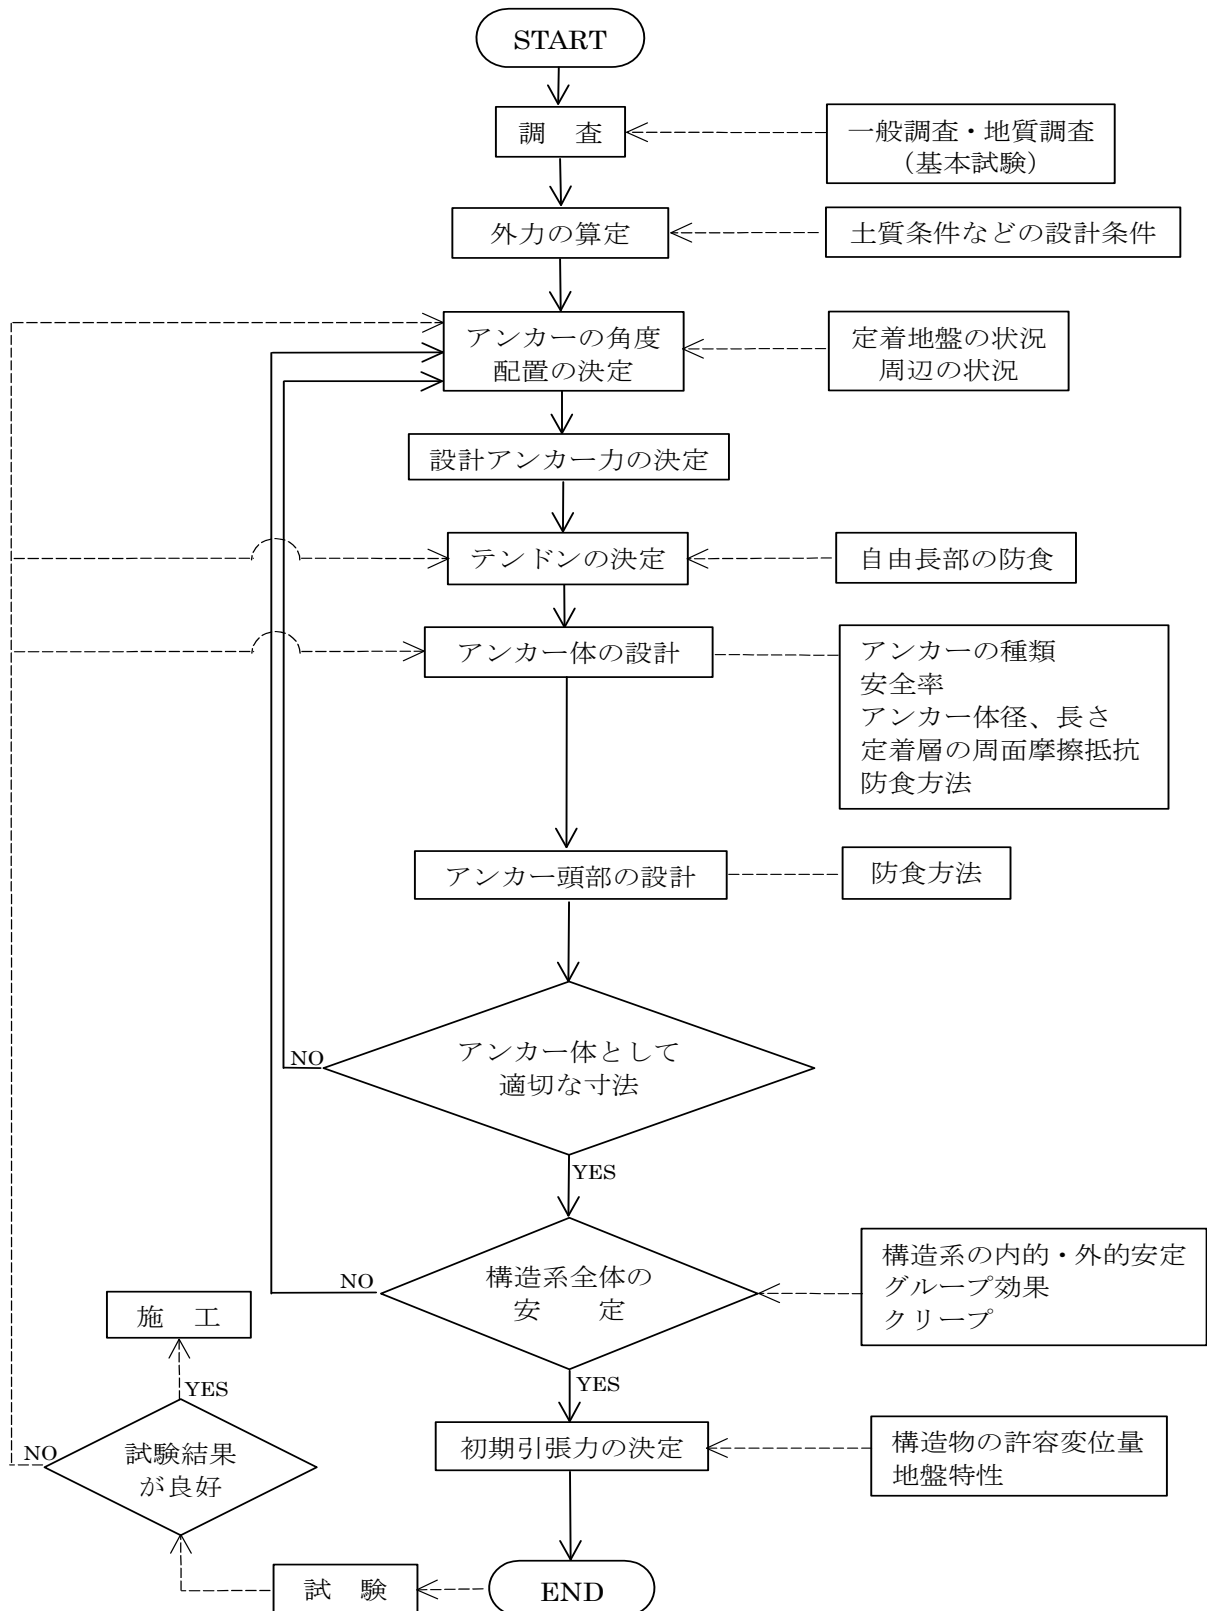 START
調　査
一般調査・地質調査
（基本試験）
外力の算定
土質条件などの設計条件
アンカーの角度
配置の決定
定着地盤の状況
周辺の状況
設計アンカー力の決定
テンドンの決定
自由長部の防食
アンカー体の設計
アンカーの種類
安全率
アンカー体径、長さ
定着層の周面摩擦抵抗
防食方法
アンカー頭部の設計
防食方法
アンカー体として
適切な寸法
NO
YES
構造系全体の
安　　定
NO
構造系の内的・外的安定
グループ効果
クリープ
YES
初期引張力の決定
構造物の許容変位量
地盤特性
END
試　験
試験結果
が良好
NO
YES
施　工